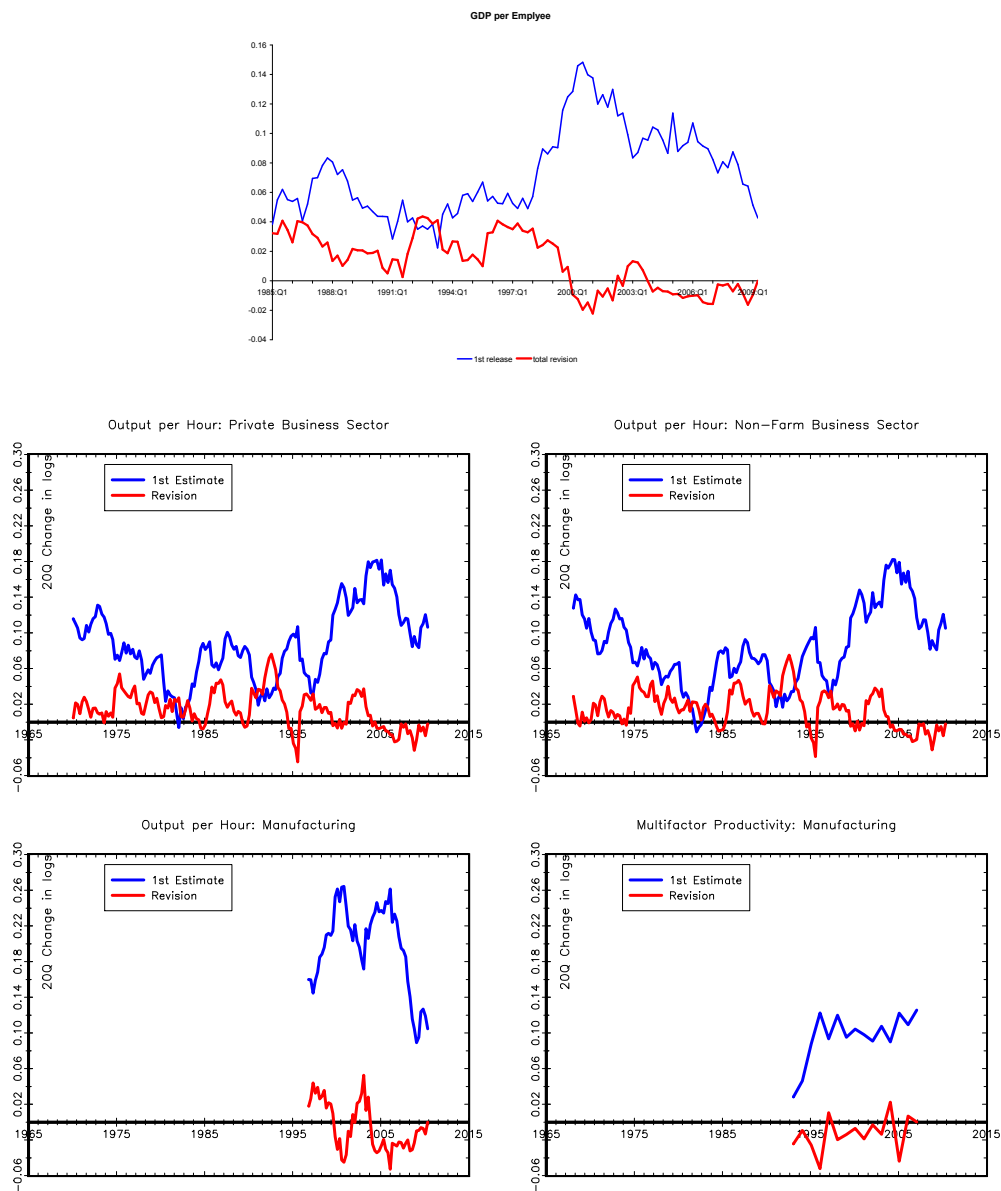 GDP per Emplyee
0.16
0.14
0.12
0.1
0.08
0.06
0.04
0.02
0
1985:Q1 1988:Q1 1991:Q1 1994:Q1 1997:Q1 2000:Q1 2003:Q1 2006:Q1 2009:Q1
-0.02
-0.04
1st release total revision
Output per Hour: Private Business Sector
20Q Change in logs
1st Estimate
Revision
0.30
0.26
0.22
0.18
0.14
0.10
0.06
0.02
-0.06
1965 1975 1985 1995 2005 2015
Output per Hour: Non-Farm Business Sector
20Q Change in logs
1st Estimate
Revision
0.30
0.26
0.22
0.18
0.14
0.10
0.06
0.02
-0.06
1965 1975 1985 1995 2005 2015
Output per Hour: Manufacturing
20Q Change in logs
1st Estimate
Revision
0.30
0.26
0.22
0.18
0.14
0.10
0.06
0.02
-0.06
1965 1975 1985 1995 2005 2015
Multifactor Productivity: Manufacturing
20Q Change in logs
1st Estimate
Revision
0.30
0.26
0.22
0.18
0.14
0.10
0.06
0.02
-0.06
1965 1975 1985 1995 2005 2015